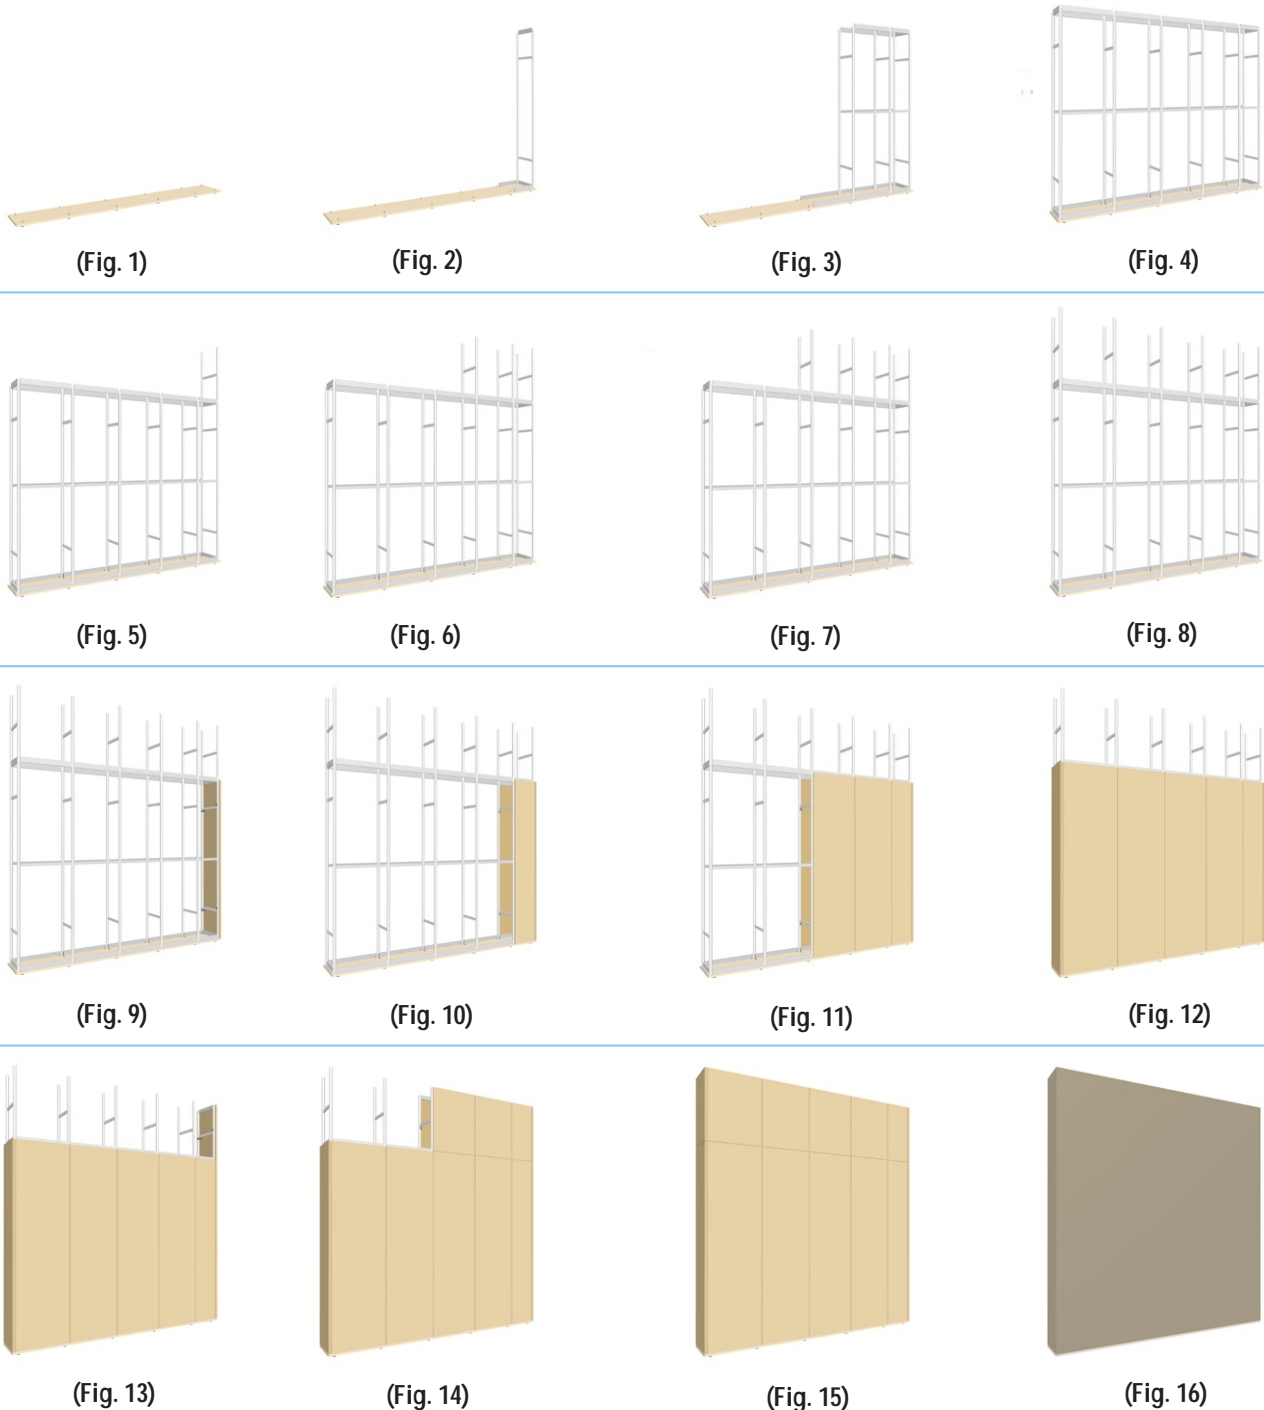 (Fig. 1)
(Fig. 2)
(Fig. 3)
(Fig. 4)
(Fig. 5)
(Fig. 6)
(Fig. 7)
(Fig. 8)
(Fig. 9)
(Fig. 10)
(Fig. 11)
(Fig. 12)
(Fig. 13)
(Fig. 14)
(Fig. 15)
(Fig. 16)